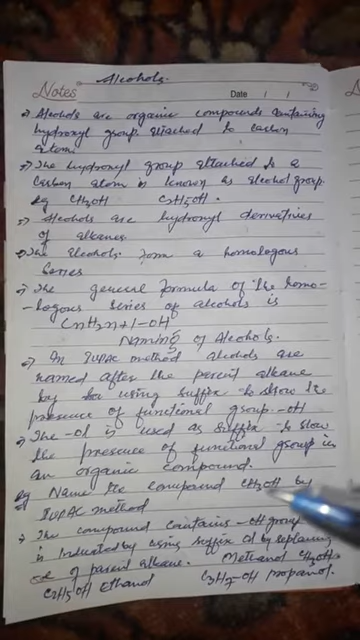 Alcohols.
Notes Date / /
→ Alcohols are organic compounds containing
hydroxyl group attached to carbon
atom.
→ The hydroxyl group attached to a
Carbon atom is known as alcohol group.
eg CH3OH C2H5OH.
→ Alcohols are hydroxyl derivatives
of alkanes
→ The alcohols form a homologous
series
→ The general formula of the homo-
-logous series of alcohols is
CnH2n+1-OH
Naming of Alcohols.
→ In IUPAC method alcohols are
named after the parent alkane
by using suffix to show the
presence of functional group. -OH
→ The -ol is used as suffix to show
the presence of functional group in
an organic compound.
eg Name the compound CH3OH by
IUPAC method
→ The compound contains -OH group
is indicated by using suffix ol by replacing
of parent alkane. Methanol CH3OH
C2H5OH Ethanol C3H7-OH Propanol.